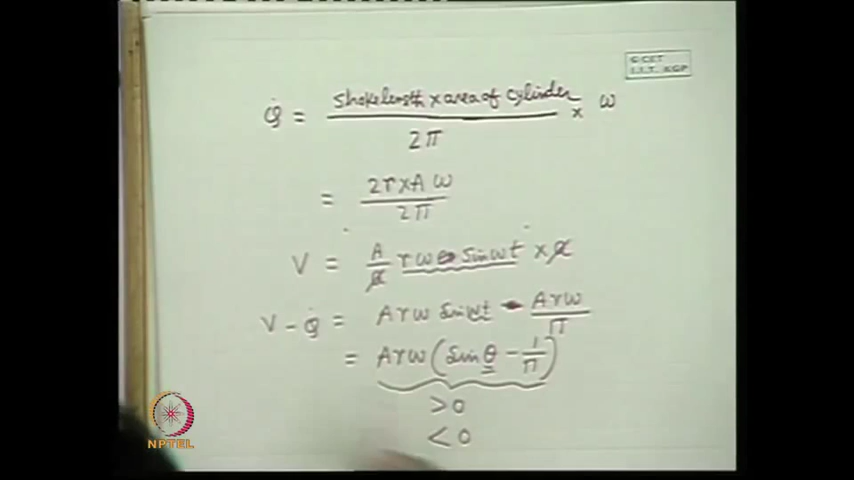 © CET
I.I.T. KGP
Q̇ = stroke length x area of cylinder / 2π x ω
= 2r x A ω / 2π
V = A/a rω sin ωt x a
V - Q̇ = Arω sin ωt - Arω/π
= Arω (sin θ - 1/π)
> 0
< 0
NPTEL